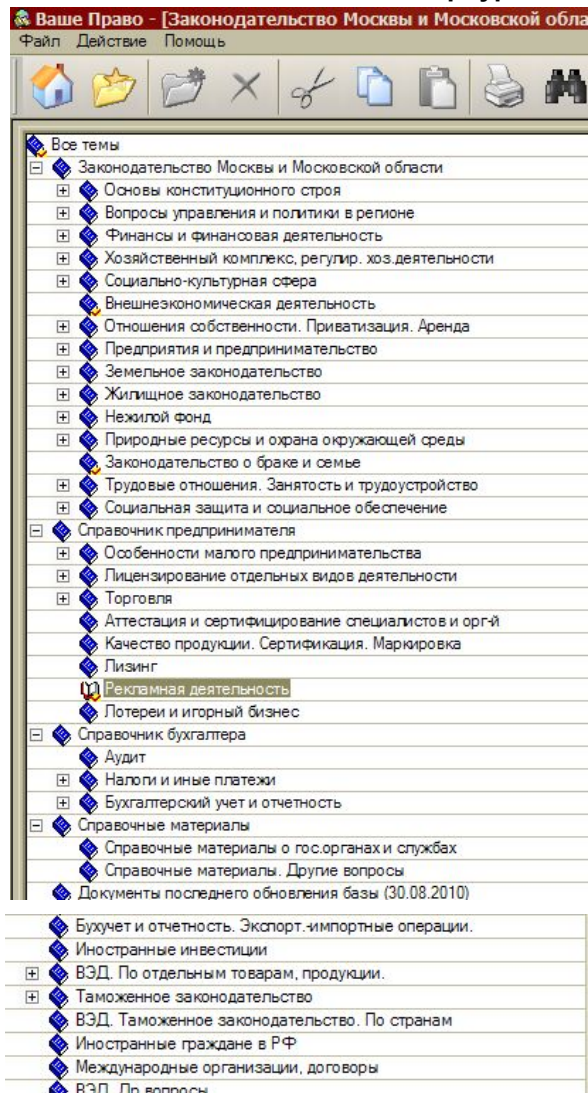 Ваше Право - [Законодательство Москвы и Московской обла
Файл Действие Помощь
Все темы
Законодательство Москвы и Московской области
Основы конституционного строя
Вопросы управления и политики в регионе
Финансы и финансовая деятельность
Хозяйственный комплекс, регулир. хоз.деятельности
Социально-культурная сфера
Внешнеэкономическая деятельность
Отношения собственности. Приватизация. Аренда
Предприятия и предпринимательство
Земельное законодательство
Жилищное законодательство
Нежилой фонд
Природные ресурсы и охрана окружающей среды
Законодательство о браке и семье
Трудовые отношения. Занятость и трудоустройство
Социальная защита и социальное обеспечение
Справочник предпринимателя
Особенности малого предпринимательства
Лицензирование отдельных видов деятельности
Торговля
Аттестация и сертифицирование специалистов и орг-й
Качество продукции. Сертификация. Маркировка
Лизинг
Рекламная деятельность
Лотереи и игорный бизнес
Справочник бухгалтера
Аудит
Налоги и иные платежи
Бухгалтерский учет и отчетность
Справочные материалы
Справочные материалы о гос.органах и службах
Справочные материалы. Другие вопросы
Документы последнего обновления базы (30.08.2010)
Бухучет и отчетность. Экспорт.-импортные операции.
Иностранные инвестиции
ВЭД. По отдельным товарам, продукции.
Таможенное законодательство
ВЭД. Таможенное законодательство. По странам
Иностранные граждане в РФ
Международные организации, договоры
ВЭД. Др.вопросы